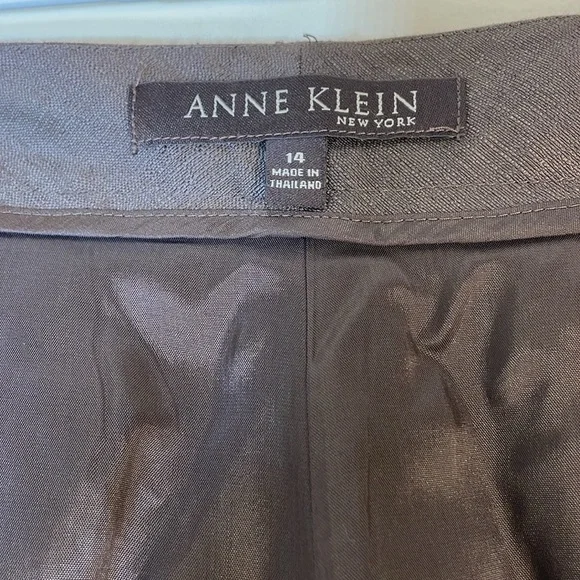 ANNE KLEIN
NEW YORK
14
MADE IN
THAILAND